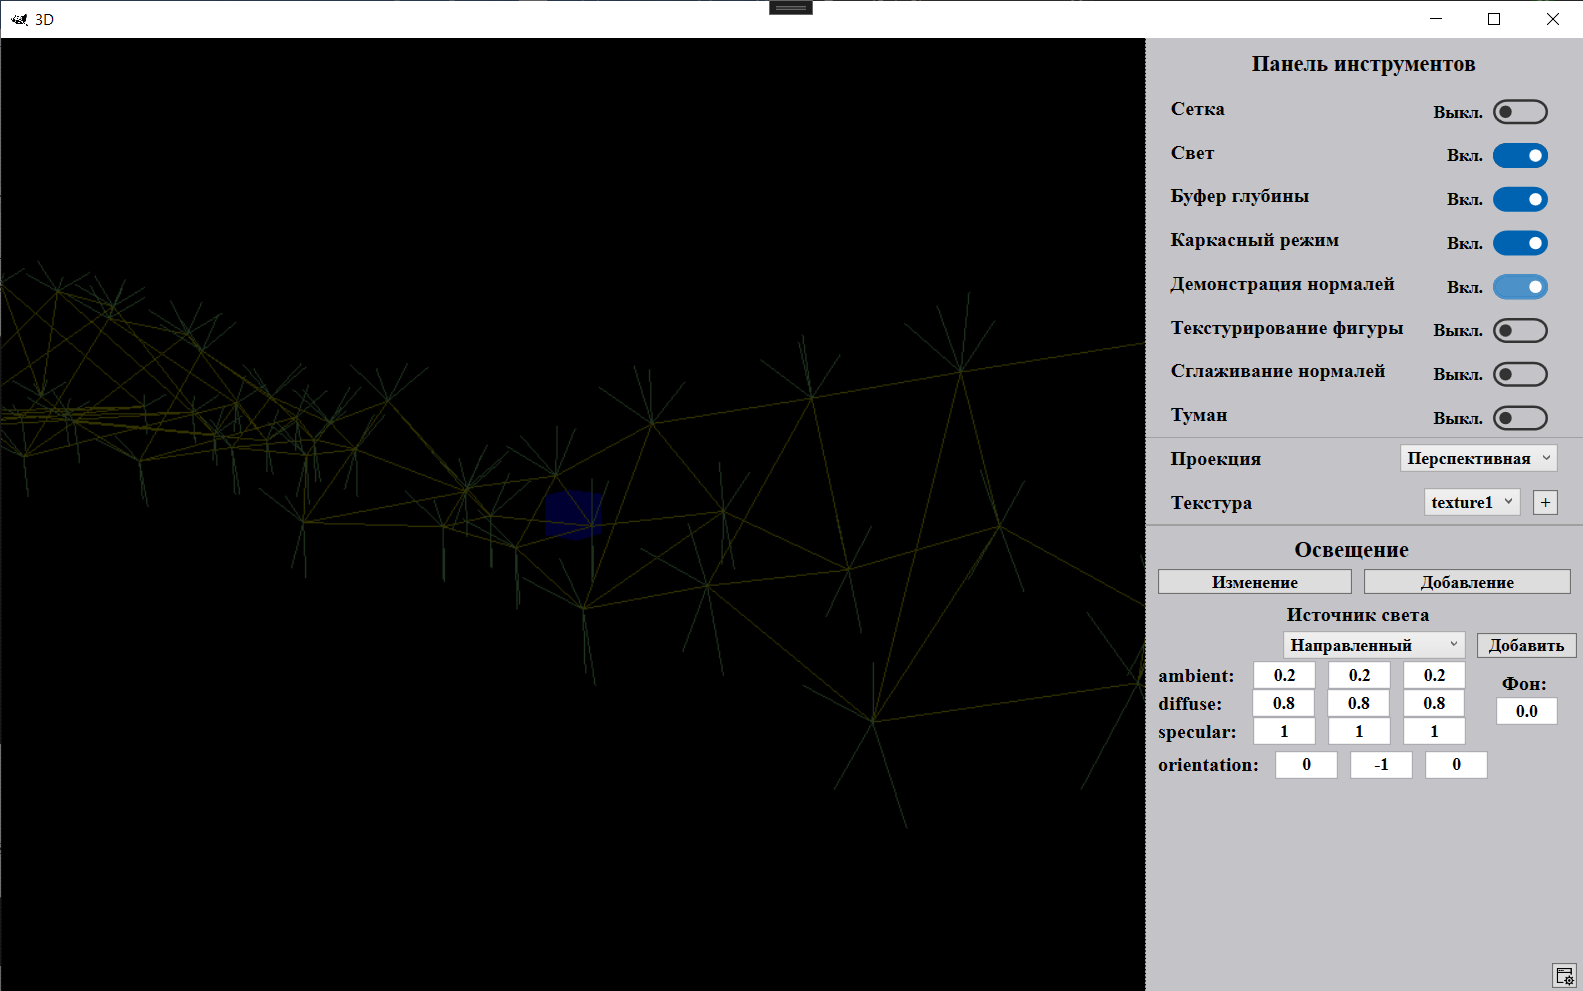 3D
Панель инструментов
Сетка Выкл.
Свет Вкл.
Буфер глубины Вкл.
Каркасный режим Вкл.
Демонстрация нормалей Вкл.
Текстурирование фигуры Выкл.
Сглаживание нормалей Выкл.
Туман Выкл.
Проекция Перспективная
Текстура texture1 +
Освещение
Изменение Добавление
Источник света
Направленный Добавить
ambient: 0.2 0.2 0.2
Фон:
diffuse: 0.8 0.8 0.8
0.0
specular: 1 1 1
orientation: 0 -1 0